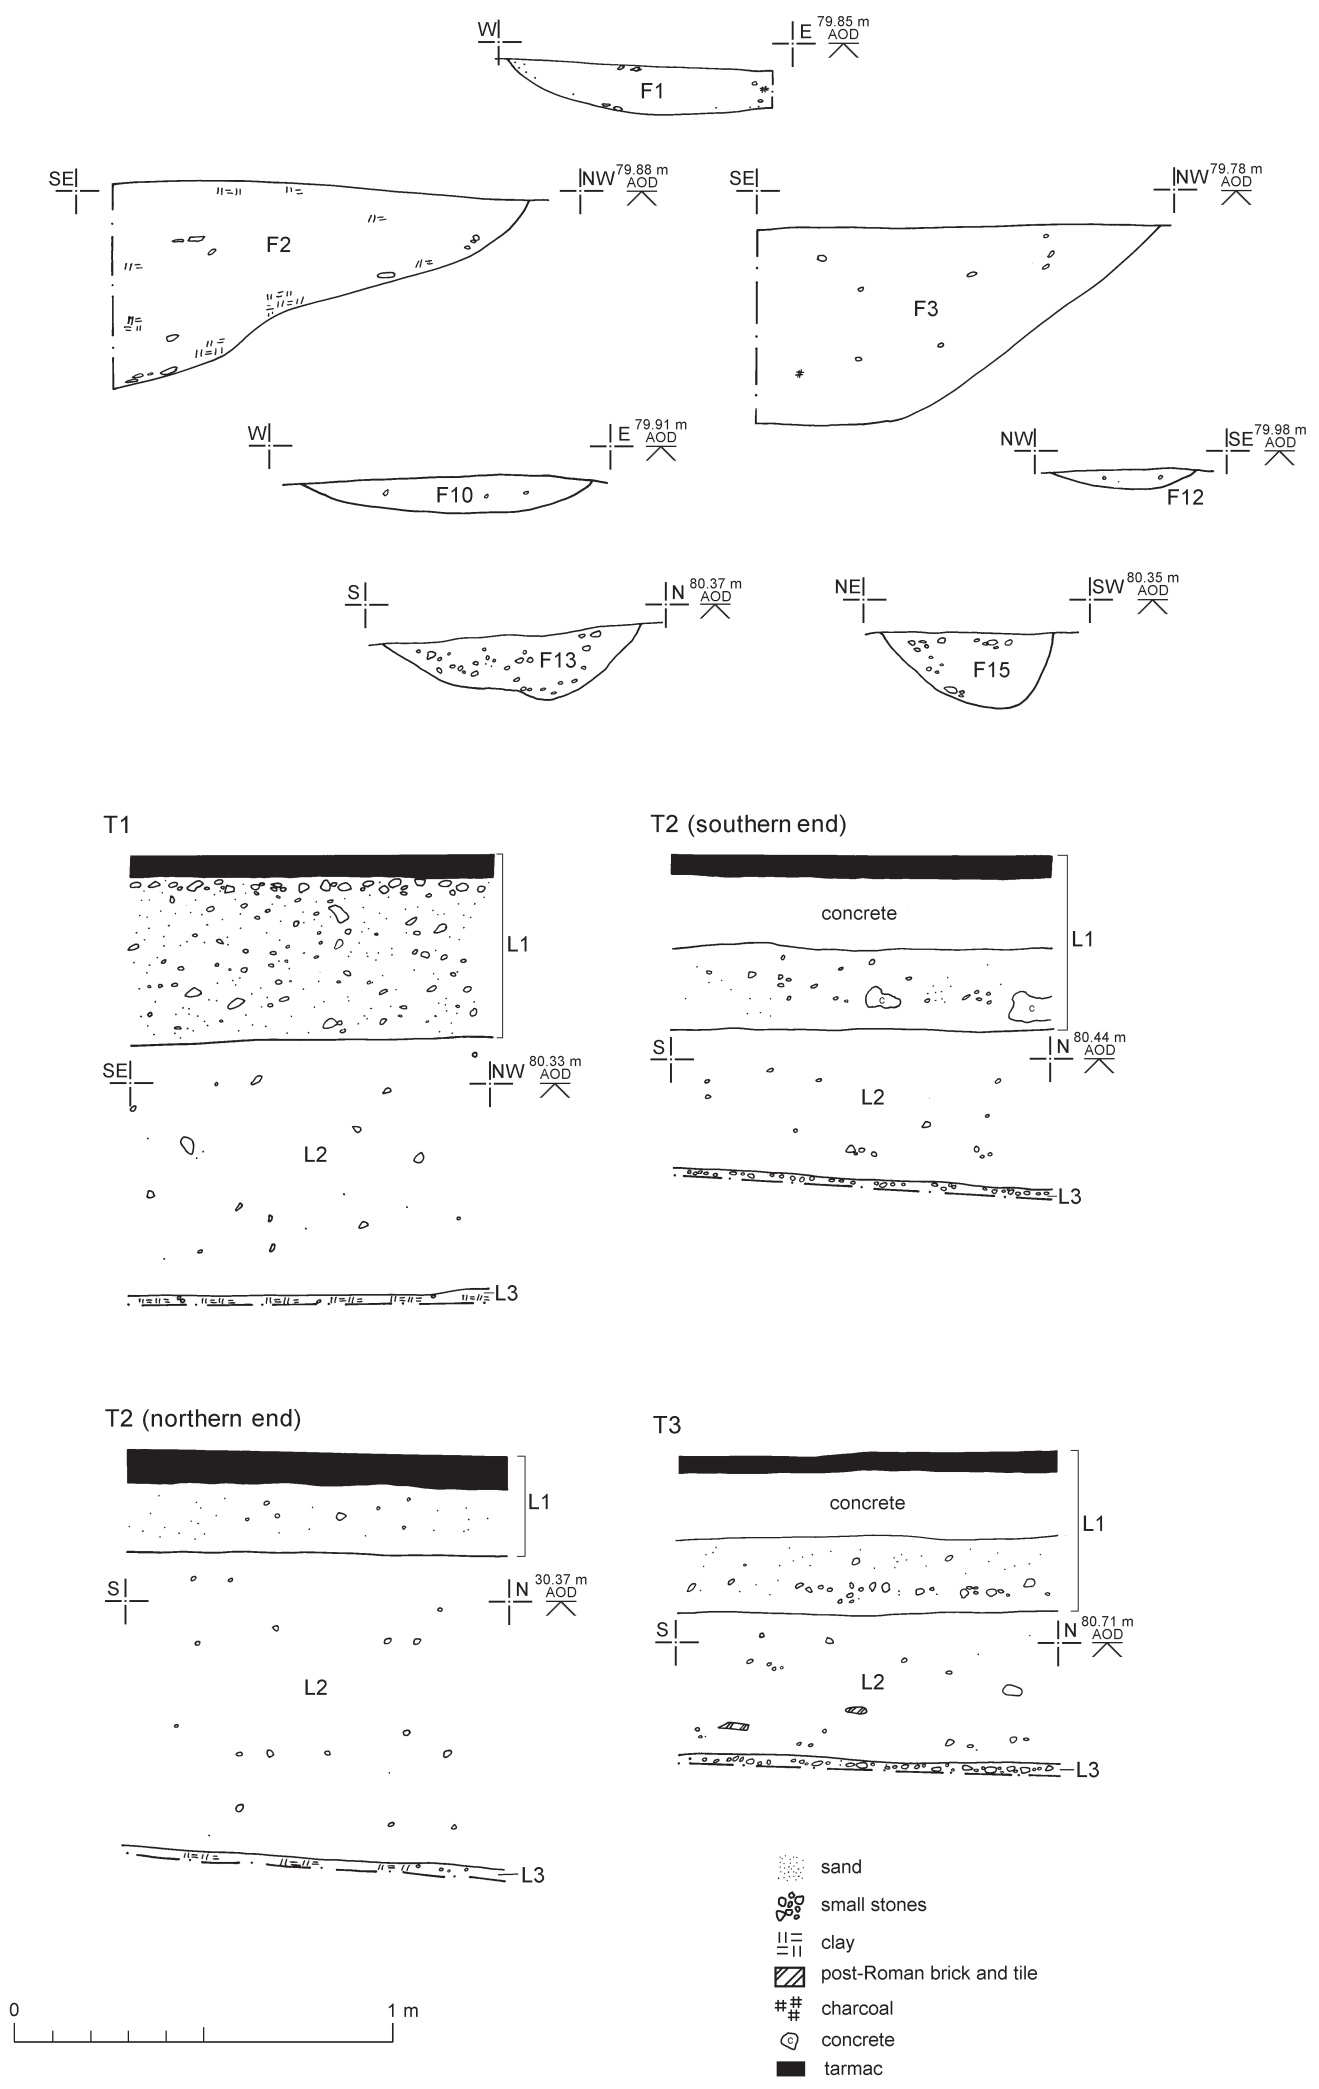 W E 79.85 m
AOD
F1
SE NW 79.88 m
AOD
F2
SE NW 79.78 m
AOD
F3
W E 79.91 m
AOD
F10
NW SE 79.98 m
AOD
F12
S N 80.37 m
AOD
F13
NE SW 80.35 m
AOD
F15
T1
L1
SE NW 80.33 m
AOD
L2
L3
T2 (southern end)
concrete
L1
c
c
S N 80.44 m
AOD
L2
L3
T2 (northern end)
L1
S N 30.37 m
AOD
L2
L3
T3
concrete
L1
S N 80.71 m
AOD
L2
L3
sand
small stones
clay
post-Roman brick and tile
charcoal
c concrete
tarmac
0 1 m